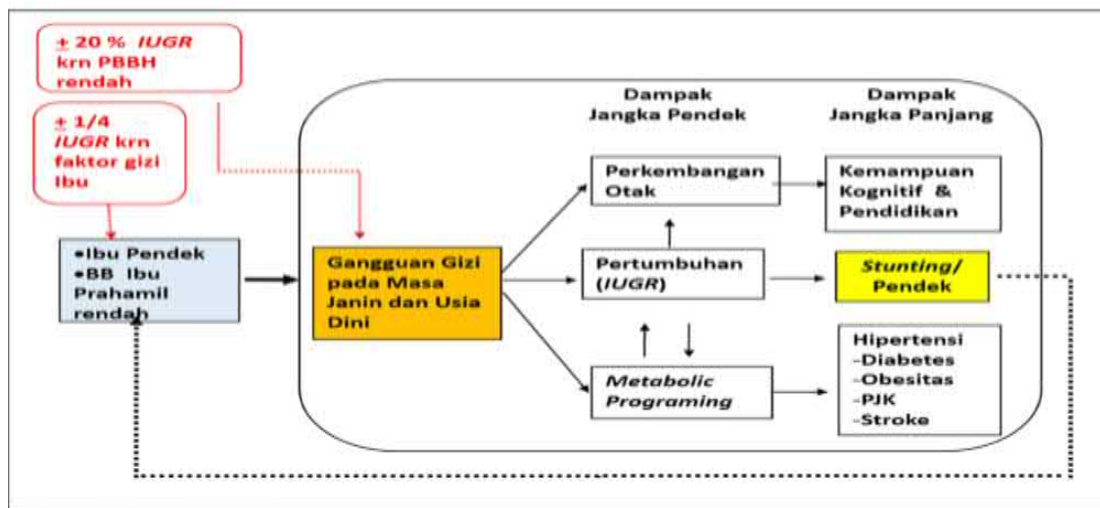 ± 20 % IUGR
krn PBBH
rendah
± 1/4
IUGR krn
faktor gizi
Ibu
•Ibu Pendek
•BB Ibu
Prahamil
rendah
Gangguan Gizi
pada Masa
Janin dan Usia
Dini
Dampak
Jangka Pendek
Perkembangan
Otak
Pertumbuhan
(IUGR)
Metabolic
Programing
Dampak
Jangka Panjang
Kemampuan
Kognitif &
Pendidikan
Stunting/
Pendek
Hipertensi
-Diabetes
-Obesitas
-PJK
-Stroke